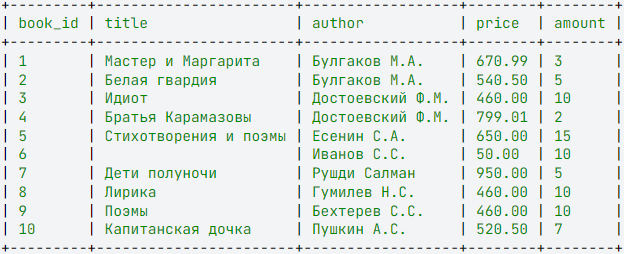 +---------+-----------------------+------------------+--------+--------+
| book_id | title                 | author           | price  | amount |
+---------+-----------------------+------------------+--------+--------+
| 1       | Мастер и Маргарита    | Булгаков М.А.    | 670.99 | 3      |
| 2       | Белая гвардия         | Булгаков М.А.    | 540.50 | 5      |
| 3       | Идиот                 | Достоевский Ф.М. | 460.00 | 10     |
| 4       | Братья Карамазовы     | Достоевский Ф.М. | 799.01 | 2      |
| 5       | Стихотворения и поэмы | Есенин С.А.      | 650.00 | 15     |
| 6       |                       | Иванов С.С.      | 50.00  | 10     |
| 7       | Дети полуночи         | Рушди Салман     | 950.00 | 5      |
| 8       | Лирика                | Гумилев Н.С.     | 460.00 | 10     |
| 9       | Поэмы                 | Бехтерев С.С.    | 460.00 | 10     |
| 10      | Капитанская дочка     | Пушкин А.С.      | 520.50 | 7      |
+---------+-----------------------+------------------+--------+--------+